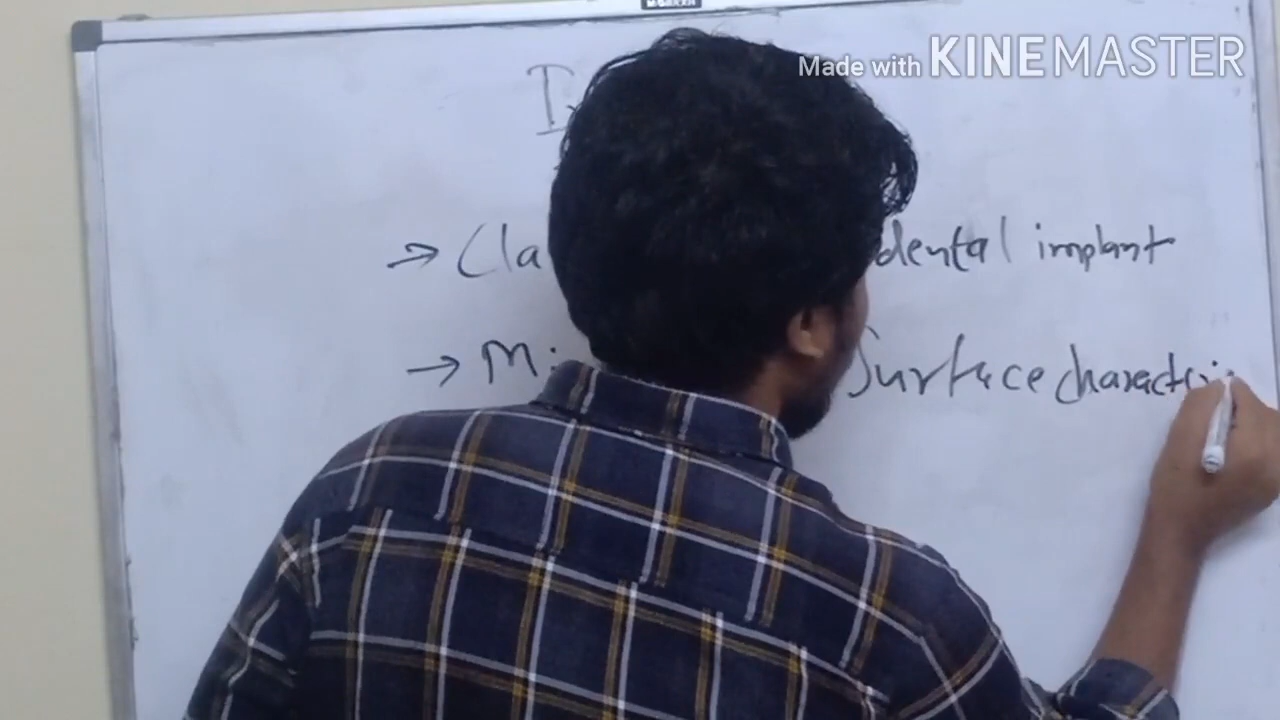 Made with KINEMASTER
→ Cla dental implant
→ Mi Surface characteri